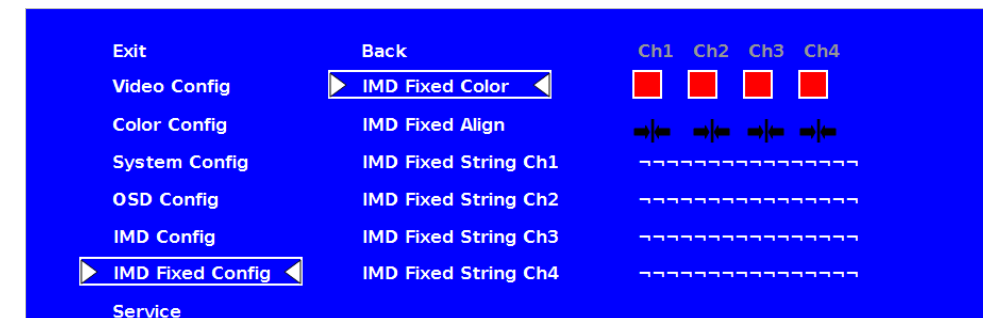 Exit Back Ch1 Ch2 Ch3 Ch4
Video Config IMD Fixed Color
Color Config IMD Fixed Align
System Config IMD Fixed String Ch1 ¬¬¬¬¬¬¬¬¬¬¬¬¬¬¬¬
OSD Config IMD Fixed String Ch2 ¬¬¬¬¬¬¬¬¬¬¬¬¬¬¬¬
IMD Config IMD Fixed String Ch3 ¬¬¬¬¬¬¬¬¬¬¬¬¬¬¬¬
IMD Fixed Config IMD Fixed String Ch4 ¬¬¬¬¬¬¬¬¬¬¬¬¬¬¬¬
Service